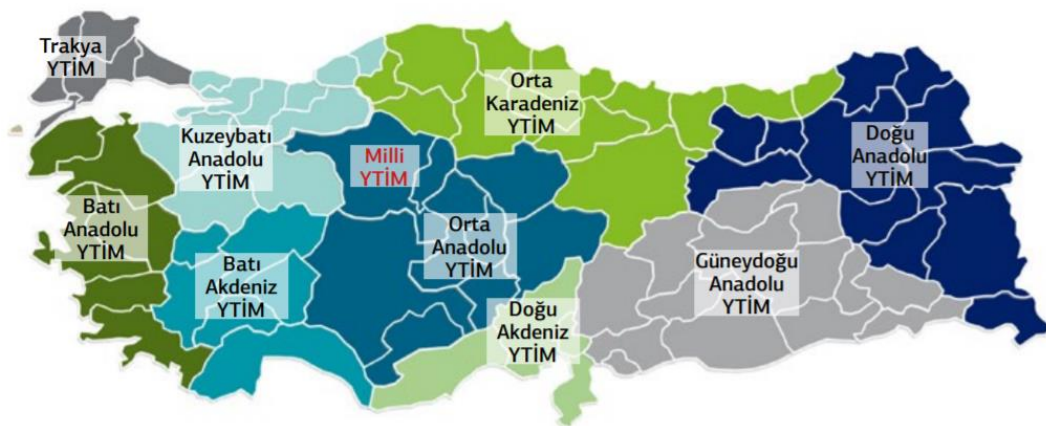 Trakya
YTİM
Orta
Karadeniz
YTİM
Kuzeybatı
Anadolu
YTİM
Milli
YTİM
Doğu
Anadolu
YTİM
Batı
Anadolu
YTİM
Orta
Anadolu
YTİM
Batı
Akdeniz
YTİM
Güneydoğu
Anadolu
YTİM
Doğu
Akdeniz
YTİM